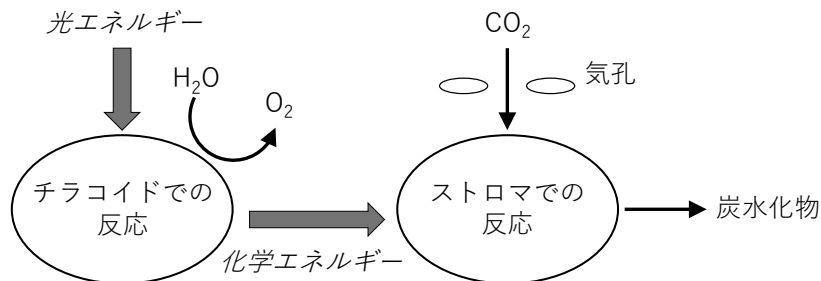 光エネルギー
H₂O
O₂
チラコイドでの
反応
化学エネルギー
CO₂
気孔
ストロマでの
反応
炭水化物